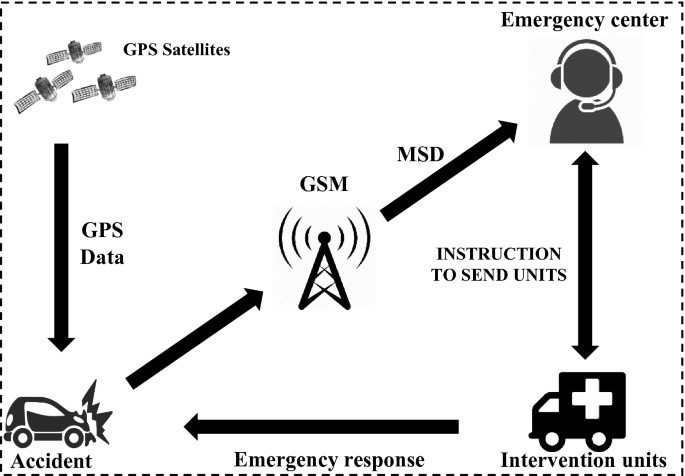 Emergency center
GPS Satellites
MSD
GSM
GPS
Data
INSTRUCTION
TO SEND UNITS
Accident
Emergency response
Intervention units